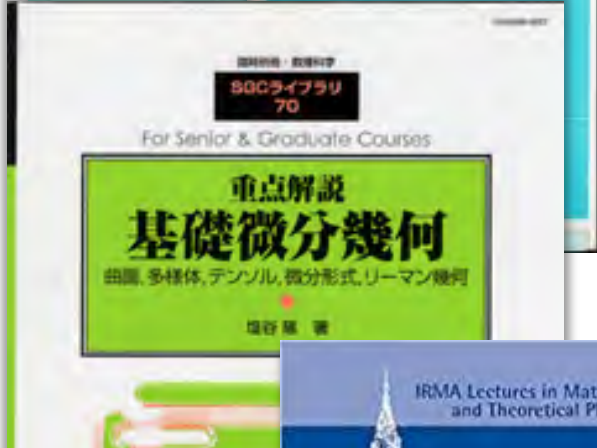 臨時別冊・数理科学
SGCライブラリ
70
For Senior & Graduate Courses
重点解説
基礎微分幾何
曲面,多様体,テンソル,微分形式,リーマン幾何
塩谷 隆 著
IRMA Lectures in Mat
and Theoretical P